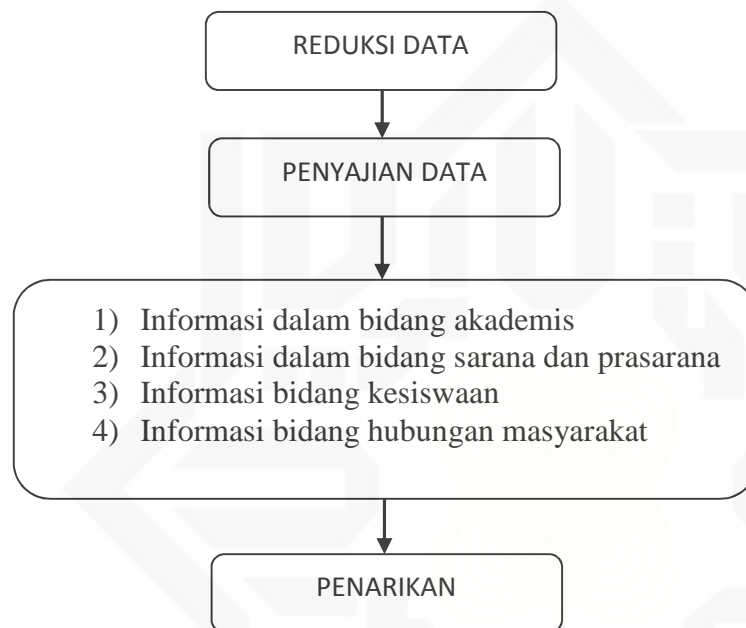 REDUKSI DATA
PENYAJIAN DATA
1) Informasi dalam bidang akademis
2) Informasi dalam bidang sarana dan prasarana
3) Informasi bidang kesiswaan
4) Informasi bidang hubungan masyarakat
PENARIKAN